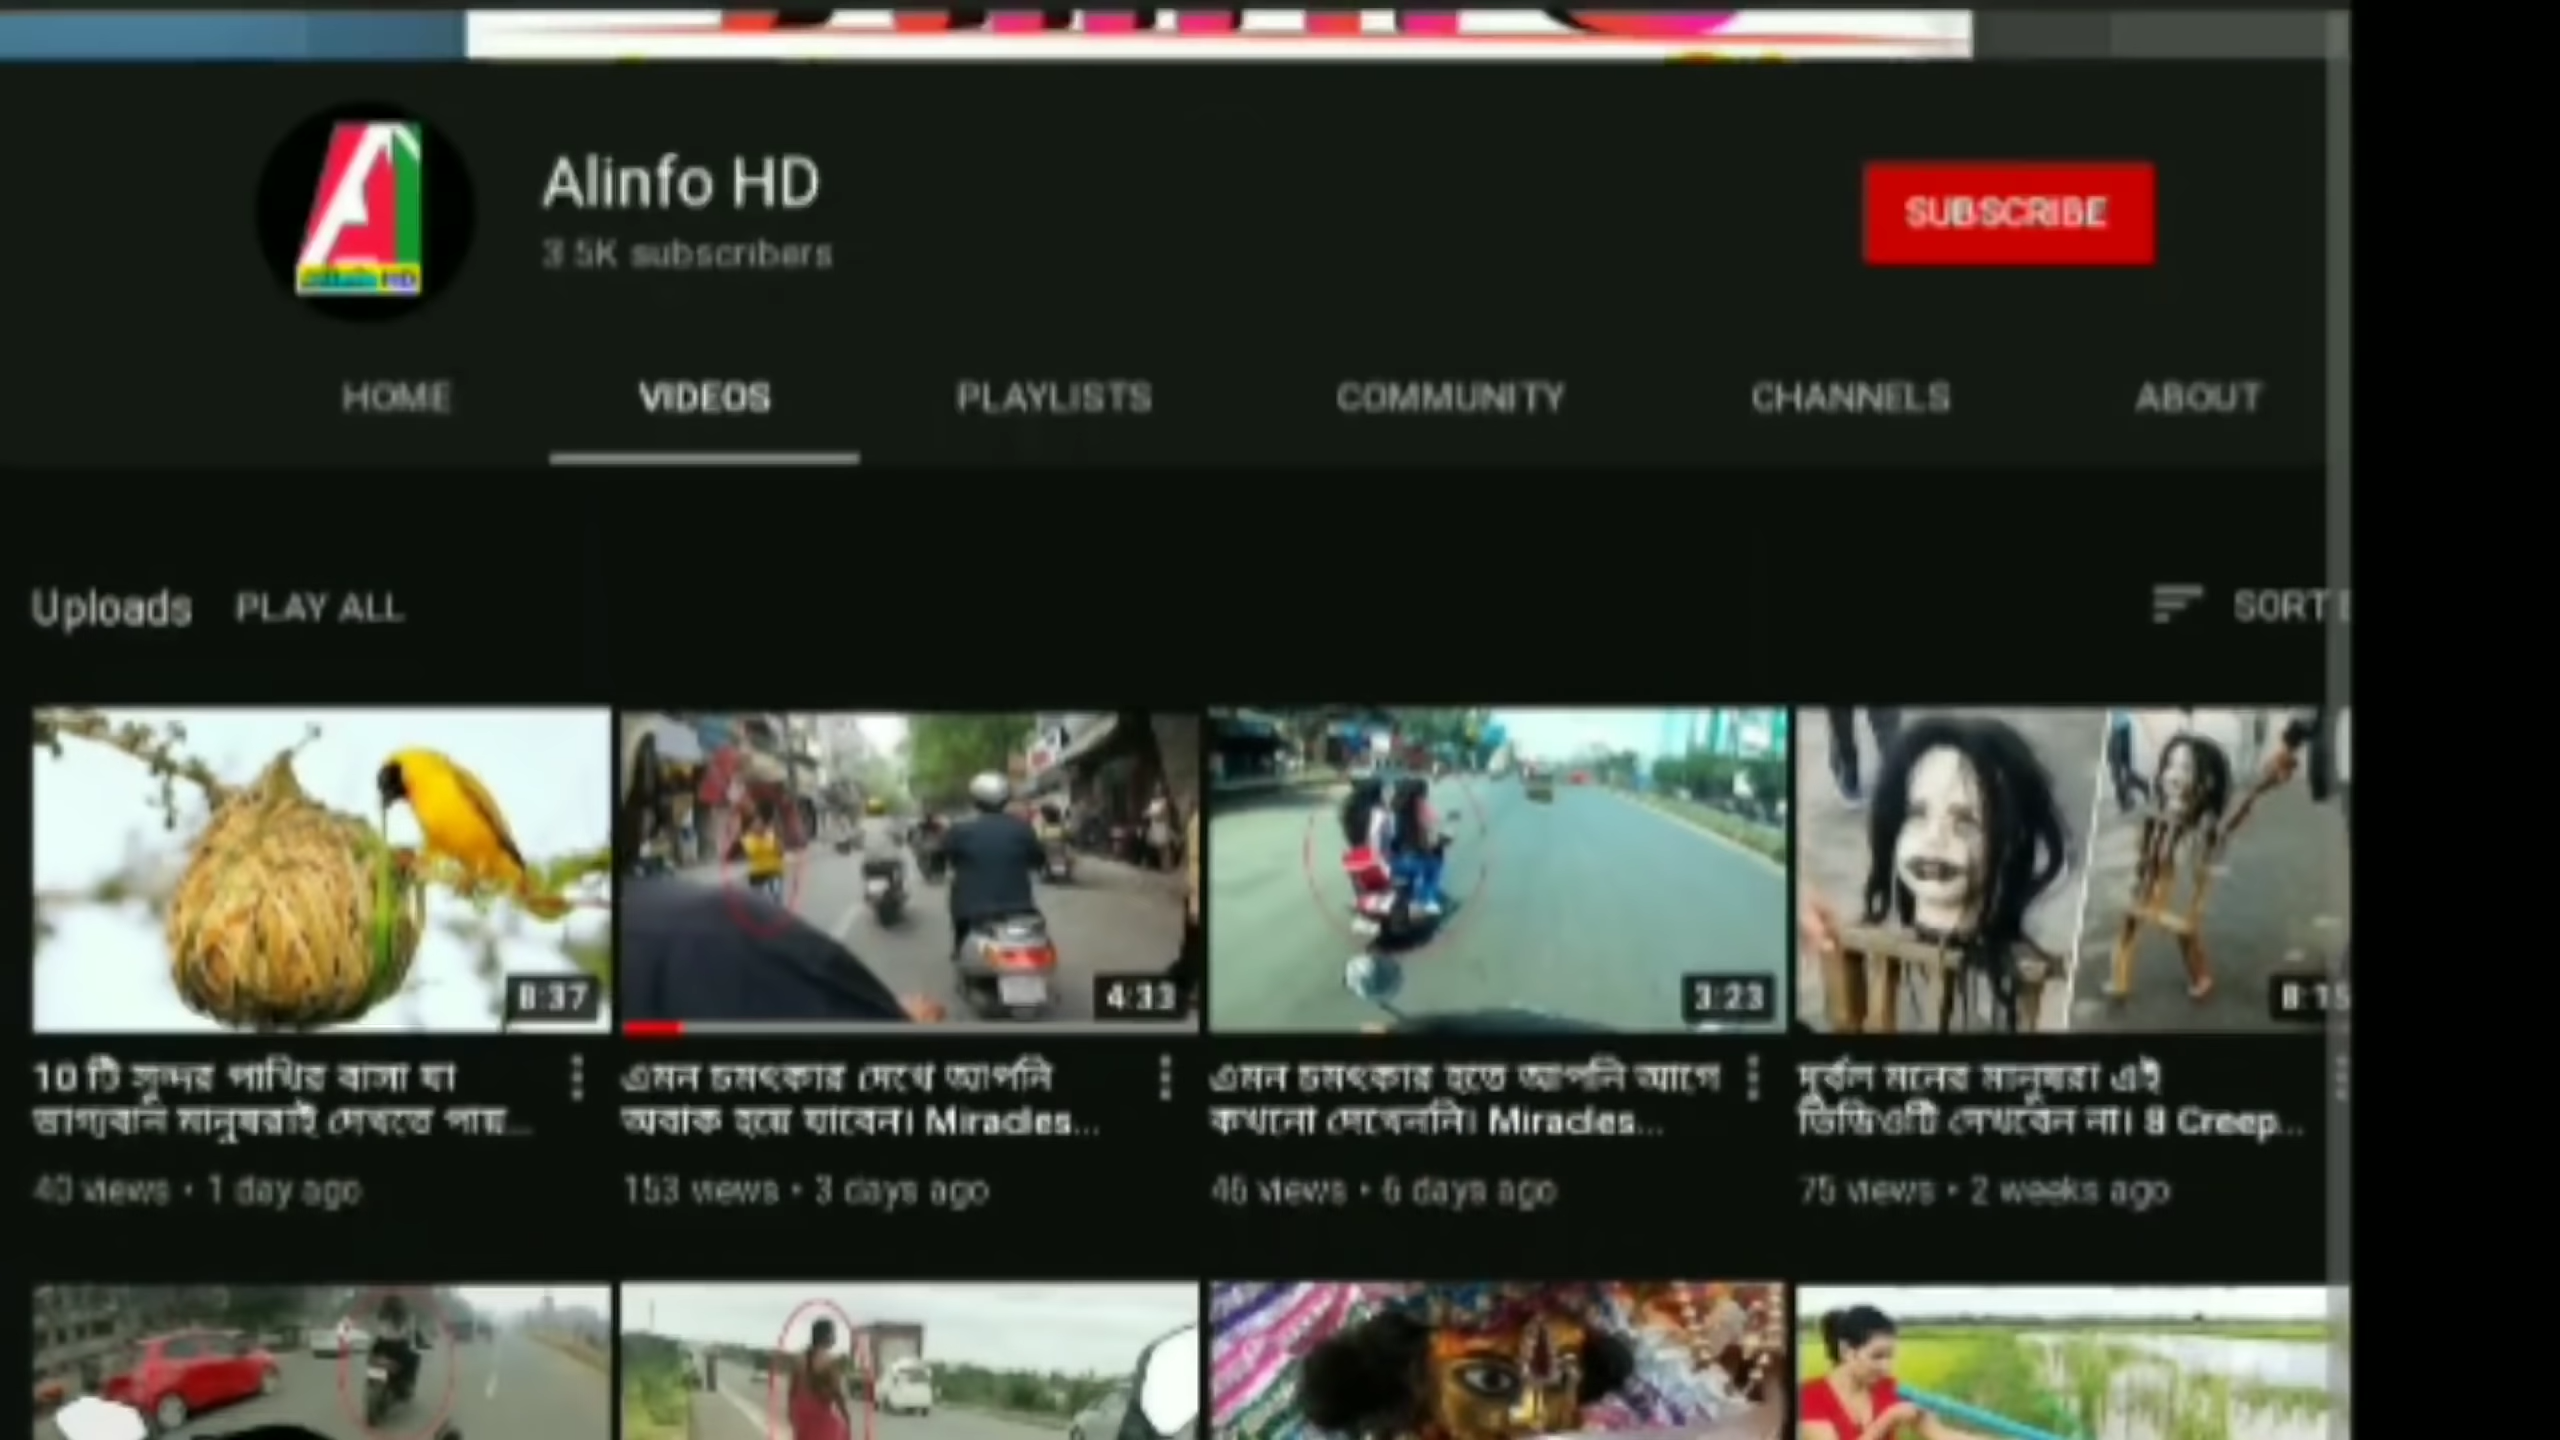 Alinfo HD
3.5K subscribers
SUBSCRIBE
HOME VIDEOS PLAYLISTS COMMUNITY CHANNELS ABOUT
Uploads PLAY ALL SORT
8:37 4:33 3:23 8:15
10 টি সুন্দর পাখির বাসা যা
ভাগ্যবান মানুষরাই দেখতে পায়...
40 views • 1 day ago
এমন চমৎকার দেখে আপনি
অবাক হয়ে যাবেন। Miracles...
153 views • 3 days ago
এমন চমৎকার হতে আপনি আগে
কখনো দেখেননি। Miracles...
46 views • 6 days ago
দুর্বল মনের মানুষরা এই
ভিডিওটি দেখবেন না। 8 Creep...
75 views • 2 weeks ago